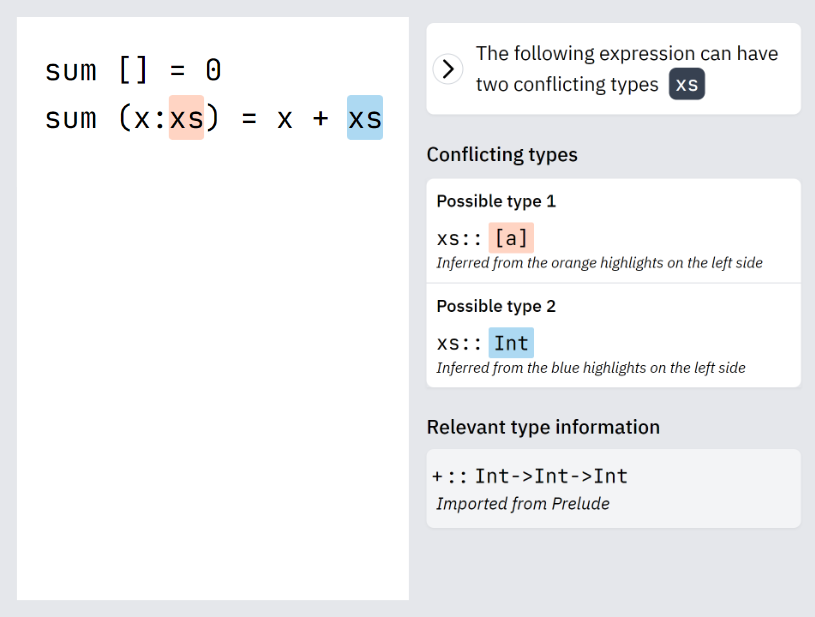 sum [] = 0
sum (x:xs) = x + xs
The following expression can have
two conflicting types xs
Conflicting types
Possible type 1
xs:: [a]
Inferred from the orange highlights on the left side
Possible type 2
xs:: Int
Inferred from the blue highlights on the left side
Relevant type information
+:: Int->Int->Int
Imported from Prelude